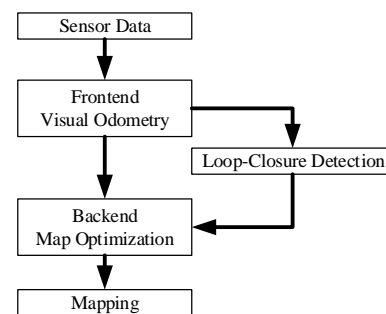 Sensor Data
Frontend
Visual Odometry
Loop-Closure Detection
Backend
Map Optimization
Mapping